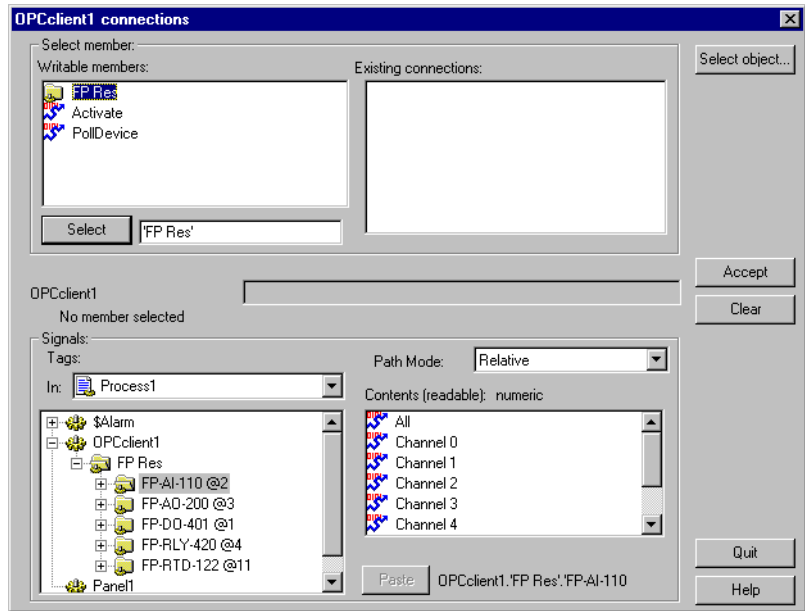 OPCclient1 connections
Select member:
Writable members:
Existing connections:
Select object...
FP Res
Activate
PollDevice
Select
'FP Res'
Accept
OPCclient1
Clear
No member selected
Signals:
Tags:
Path Mode:
Relative
In:
Process1
Contents (readable): numeric
$Alarm
OPCclient1
FP Res
FP-AI-110 @2
FP-AO-200 @3
FP-DO-401 @1
FP-RLY-420 @4
FP-RTD-122 @11
Panel1
All
Channel 0
Channel 1
Channel 2
Channel 3
Channel 4
Paste
OPCclient1.'FP Res'.'FP-AI-110
Quit
Help